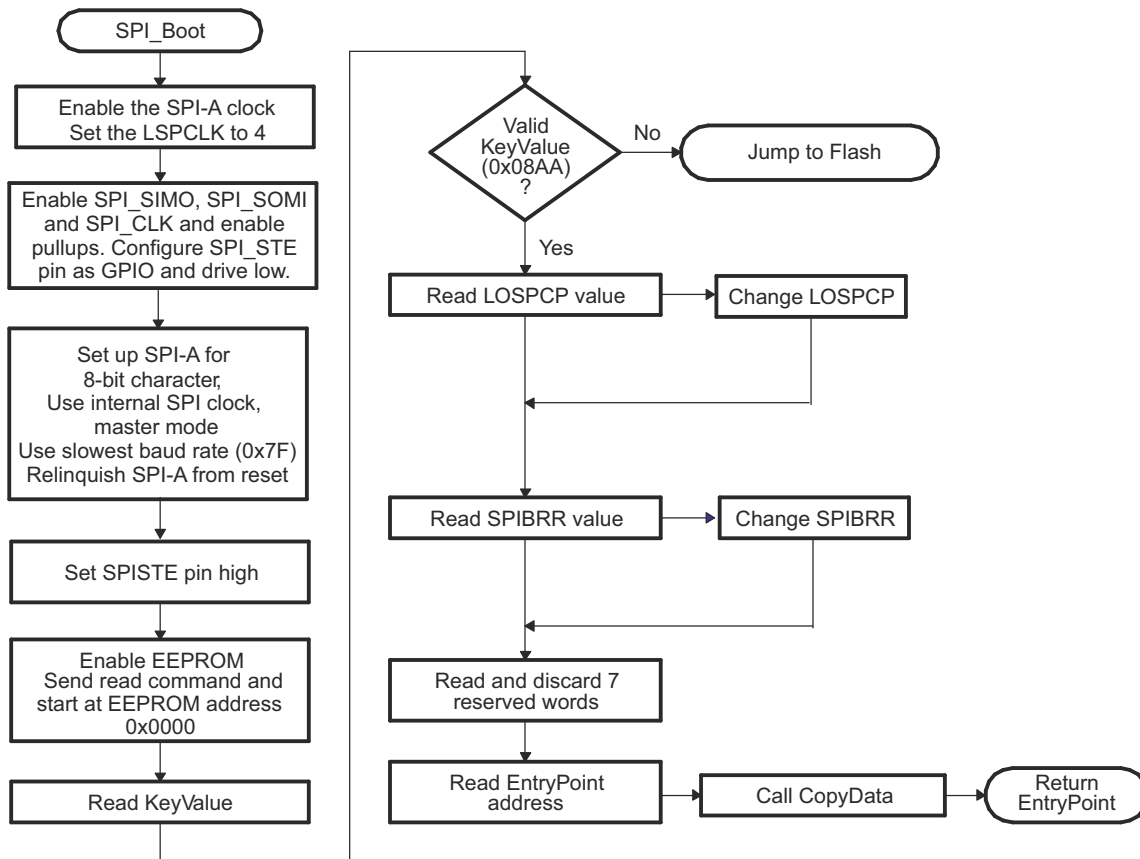 SPI_Boot
Enable the SPI-A clock
Set the LSPCLK to 4
Enable SPI_SIMO, SPI_SOMI
and SPI_CLK and enable
pullups. Configure SPI_STE
pin as GPIO and drive low.
Set up SPI-A for
8-bit character,
Use internal SPI clock,
master mode
Use slowest baud rate (0x7F)
Relinquish SPI-A from reset
Set SPISTE pin high
Enable EEPROM
Send read command and
start at EEPROM address
0x0000
Read KeyValue
Valid
KeyValue
(0x08AA)
?
No
Jump to Flash
Yes
Read LOSPCP value
Change LOSPCP
Read SPIBRR value
Change SPIBRR
Read and discard 7
reserved words
Read EntryPoint
address
Call CopyData
Return
EntryPoint